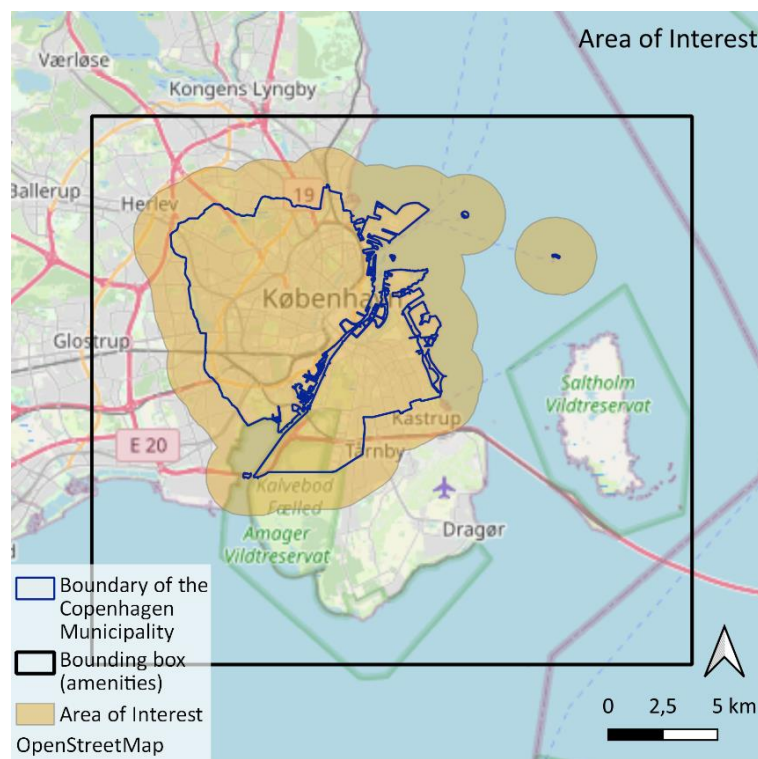 Area of Interest
Værløse
Kongens Lyngby
Ballerup
Herlev
19
København
Glostrup
Saltholm
Vildtreservat
Kastrup
E 20
Tårnby
Kalvebod
Fælled
Amager
Vildtreservat
Dragør
Boundary of the
Copenhagen
Municipality
Bounding box
(amenities)
Area of Interest
OpenStreetMap
0 2,5 5 km